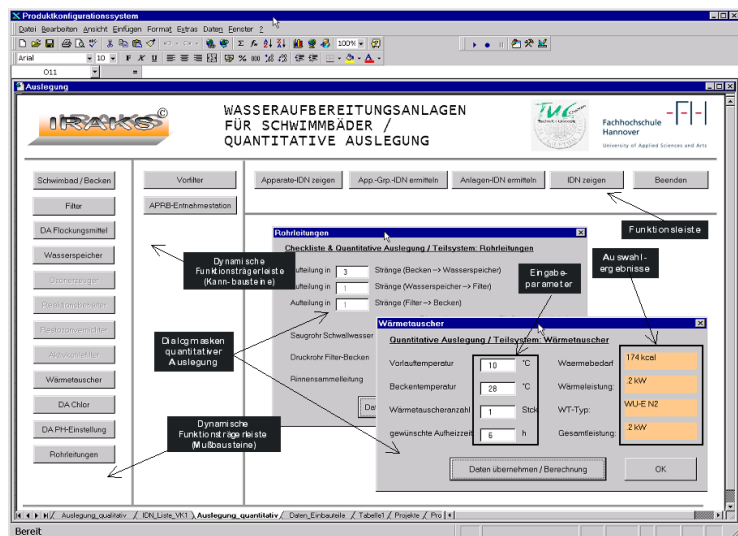 Produktkonfigurationssystem
Datei Bearbeiten Ansicht Einfügen Format Extras Daten Fenster ?
100%
Arial 10 F K U
O11 =
Auslegung
IRAKS ©
WASSERAUFBEREITUNGSANLAGEN
FÜR SCHWIMMBÄDER /
QUANTITATIVE AUSLEGUNG
TUC
Fachhochschule
Hannover
University of Applied Sciences and Arts
Schwimbad / Becken
Vorfilter
Apparate-IDN zeigen
App.-Grp.-IDN ermitteln
Anlagen-IDN ermitteln
IDN zeigen
Beenden
Filter
APRB-Entnahmestation
DA Flockungsmittel
Wasserspeicher
Ozonerzeuger
Reaktionsbehälter
Restozonvernichter
Aktivkohlefilter
Wärmetauscher
DA Chlor
DA PH-Einstellung
Rohrleitungen
Funktionsleiste
Dynamische
Funktionsträgerleiste
(Kann-bausteine)
Rohrleitungen
Checkliste & Quantitative Auslegung / Teilsystem: Rohrleitungen
Aufteilung in 3 Stränge (Becken --> Wasserspeicher)
Aufteilung in 1 Stränge (Wasserspeicher --> Filter)
Aufteilung in 1 Stränge (Filter --> Becken)
Saugrohr Schwallwasser
Druckrohr Filter-Becken
Rinnensammelleitung
Eingabe-
parameter
Auswahl-
ergebnisse
Dialogmasken
quantitativer
Auslegung
Dynamische
Funktionsträgerleiste
(Mußbausteine)
Wärmetauscher
Quantitative Auslegung / Teilsystem: Wärmetauscher
Vorlauftemperatur 10 °C Waermebedarf 174 kcal
Beckentemperatur 28 °C Wärmeleistung: .2 kW
Wärmetauscheranzahl 1 Stck WT-Typ: WU-E N2
gewünschte Aufheizzeit 6 h Gesamtleistung: .2 kW
Daten übernehmen / Berechnung
OK
Auslegung_qualitativ / IDN_Liste_VK1 / Auslegung_quantitativ / Daten_Einbauteile / Tabelle1 / Projekte / Pro
Bereit